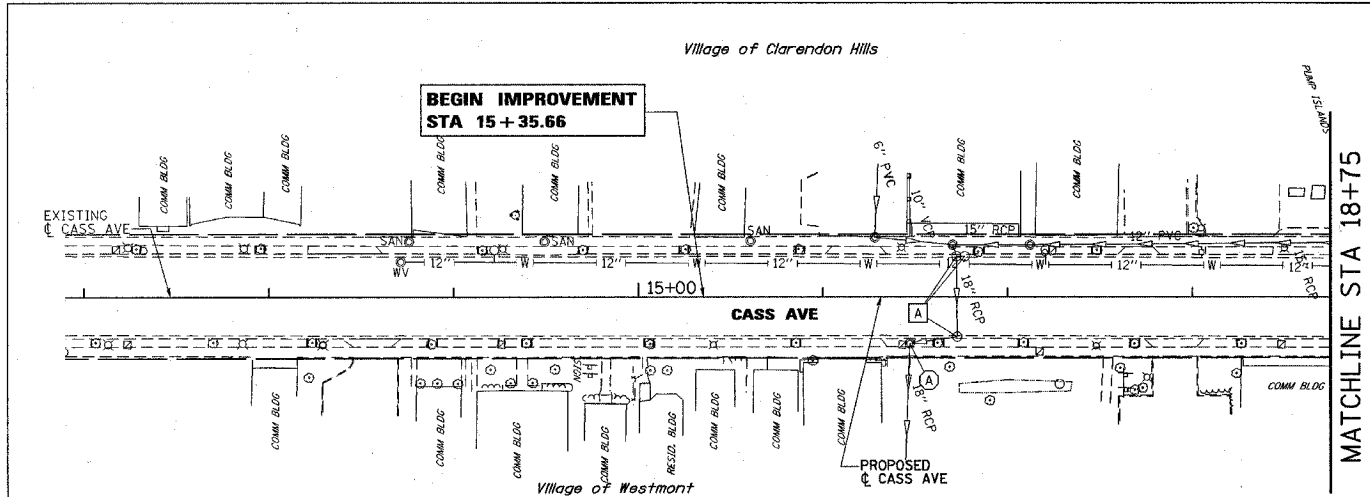 Village of Clarendon Hills
BEGIN IMPROVEMENT
STA 15+35.66
PUMP ISLANDS
COMM BLDG
COMM BLDG
COMM BLDG
COMM BLDG
COMM BLDG
COMM BLDG
6" PVC
10" VC
COMM BLDG
COMM BLDG
EXISTING
℄ CASS AVE
SAN
SAN
SAN
15" RCP
12" PVC
WV
12"
W
12"
W
12"
W
12"
W
12"
W
12"
15" RCP
18" RCP
15+00
CASS AVE
A
A
18" RCP
SIGN
COMM BLDG
COMM BLDG
COMM BLDG
COMM BLDG
RESID. BLDG
COMM BLDG
COMM BLDG
COMM BLDG
COMM BLDG
PROPOSED
℄ CASS AVE
Village of Westmont
MATCHLINE STA 18+75